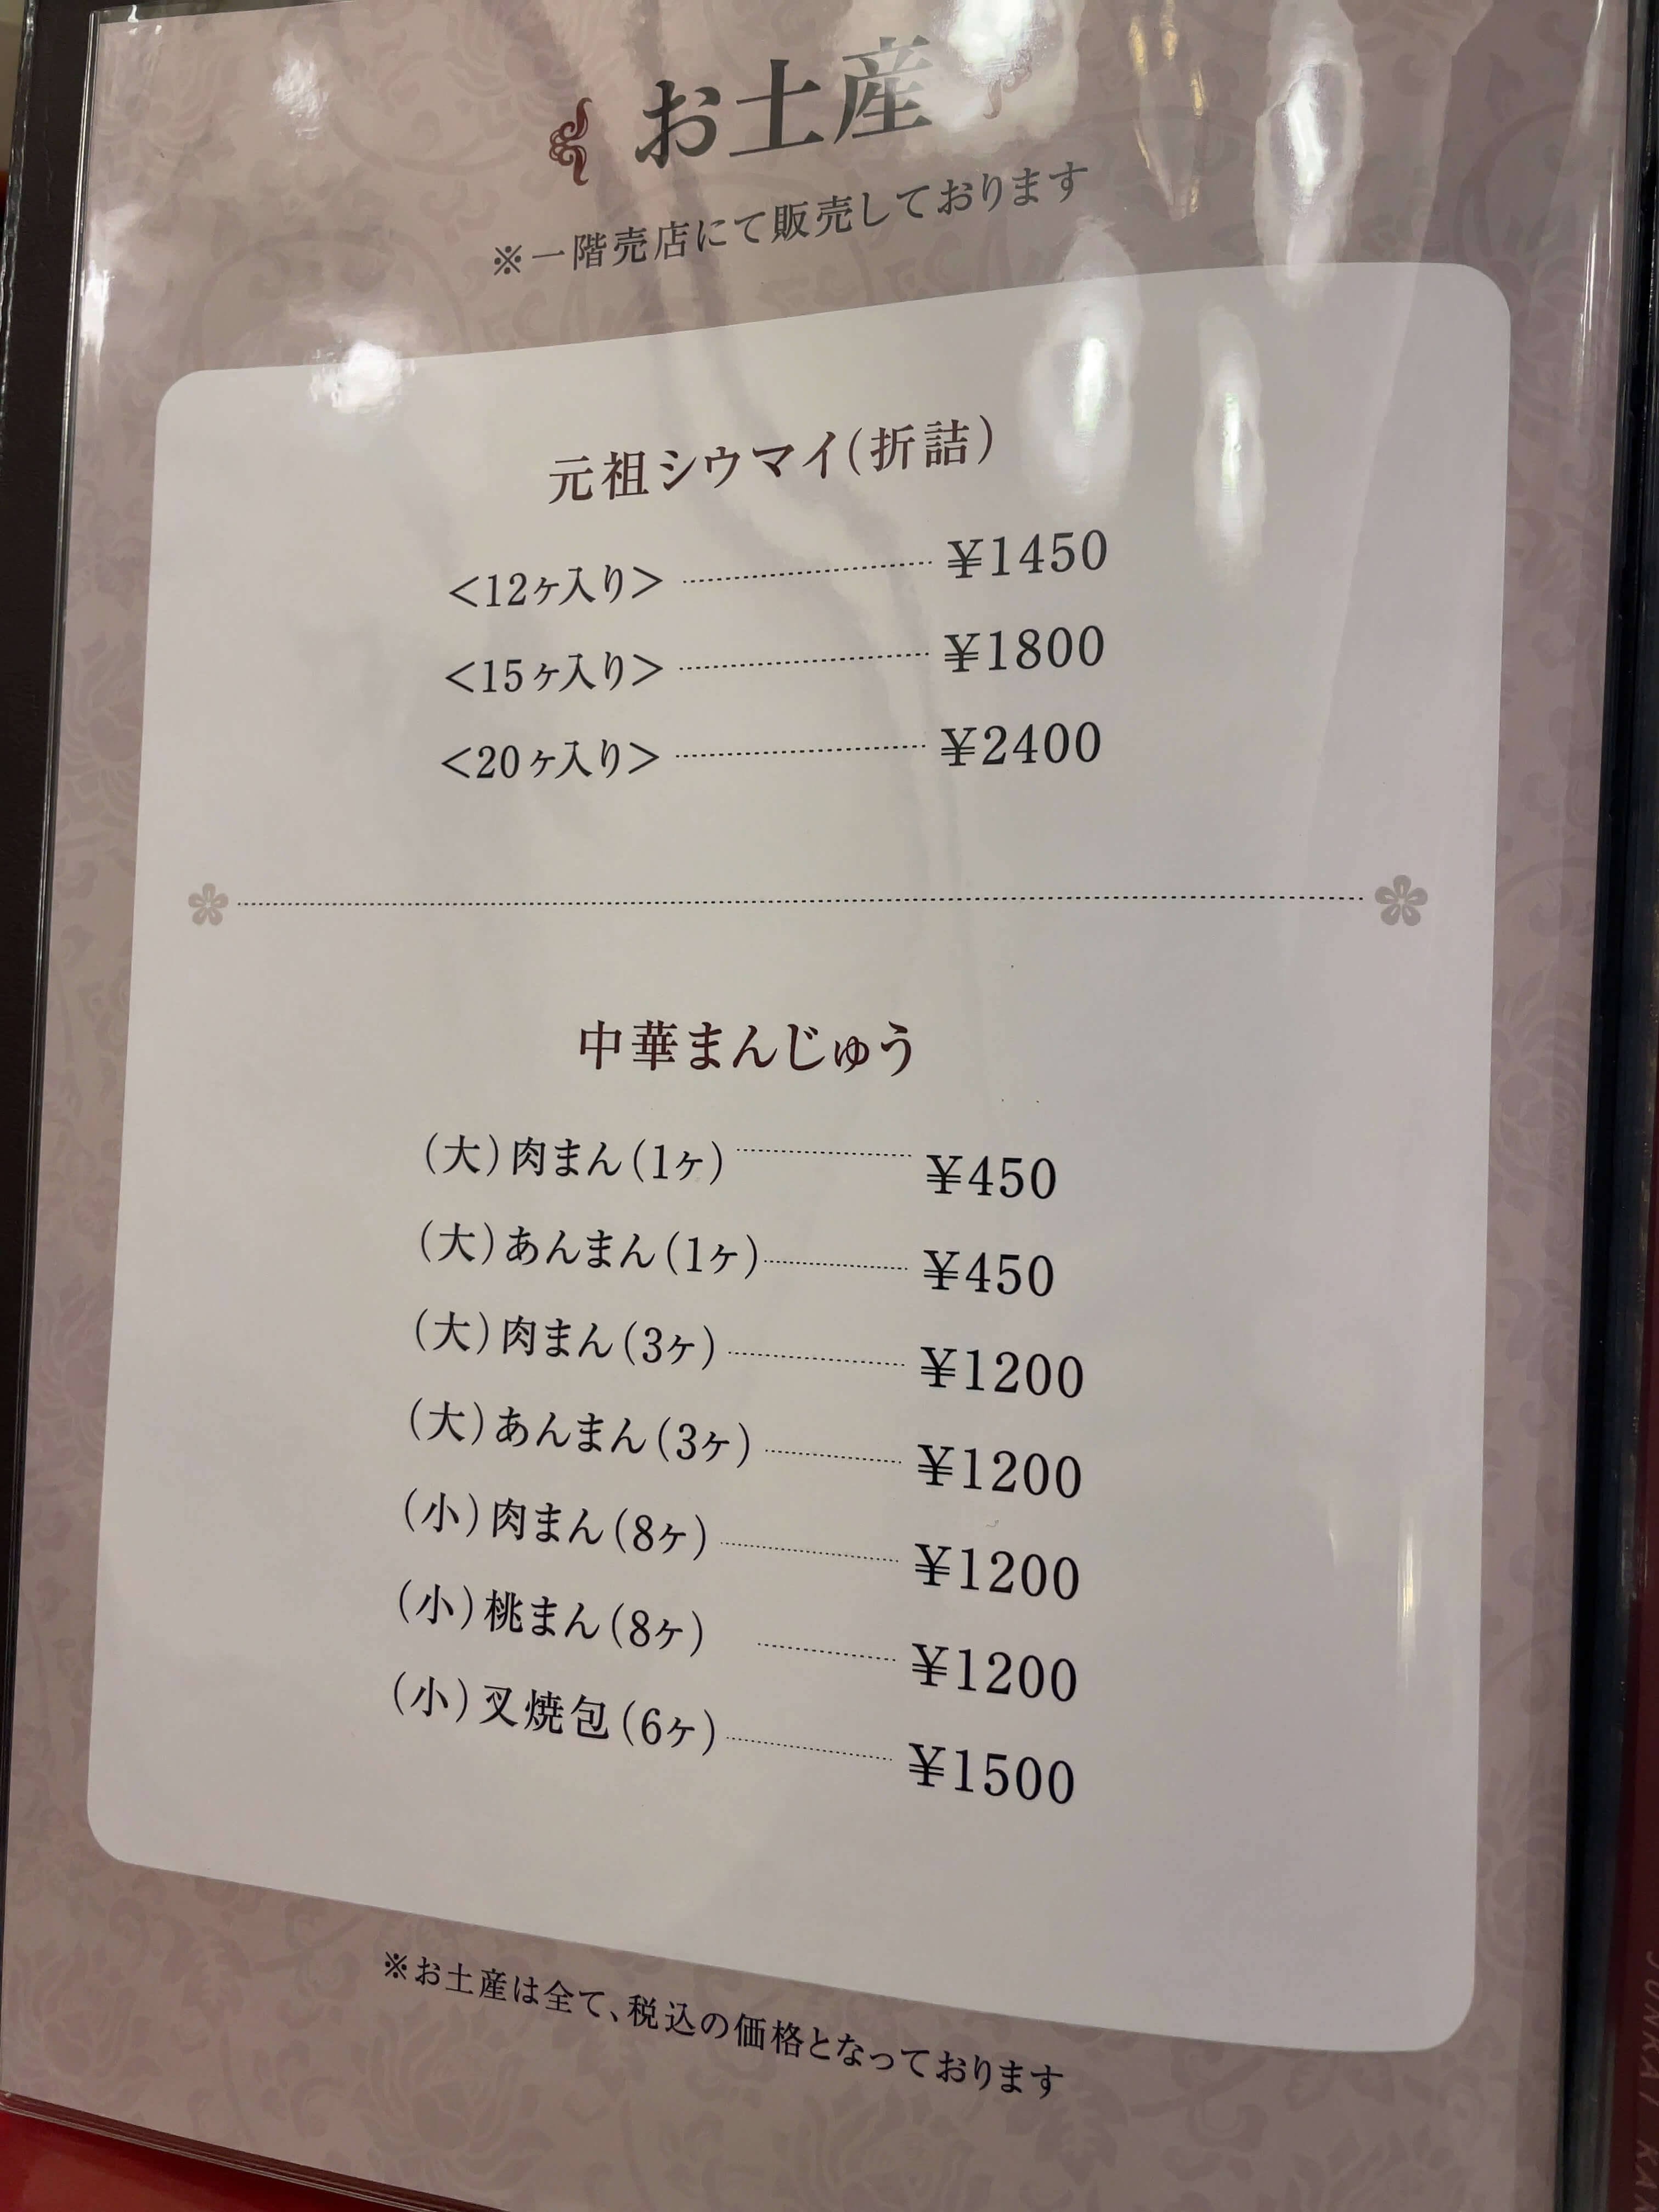 お土産
※一階売店にて販売しております
元祖シウマイ(折詰)
<12ヶ入り> ¥1450
<15ヶ入り> ¥1800
<20ヶ入り> ¥2400
中華まんじゅう
(大)肉まん(1ヶ) ¥450
(大)あんまん(1ヶ) ¥450
(大)肉まん(3ヶ) ¥1200
(大)あんまん(3ヶ) ¥1200
(小)肉まん(8ヶ) ¥1200
(小)桃まん(8ヶ) ¥1200
(小)叉焼包(6ヶ) ¥1500
※お土産は全て、税込の価格となっております